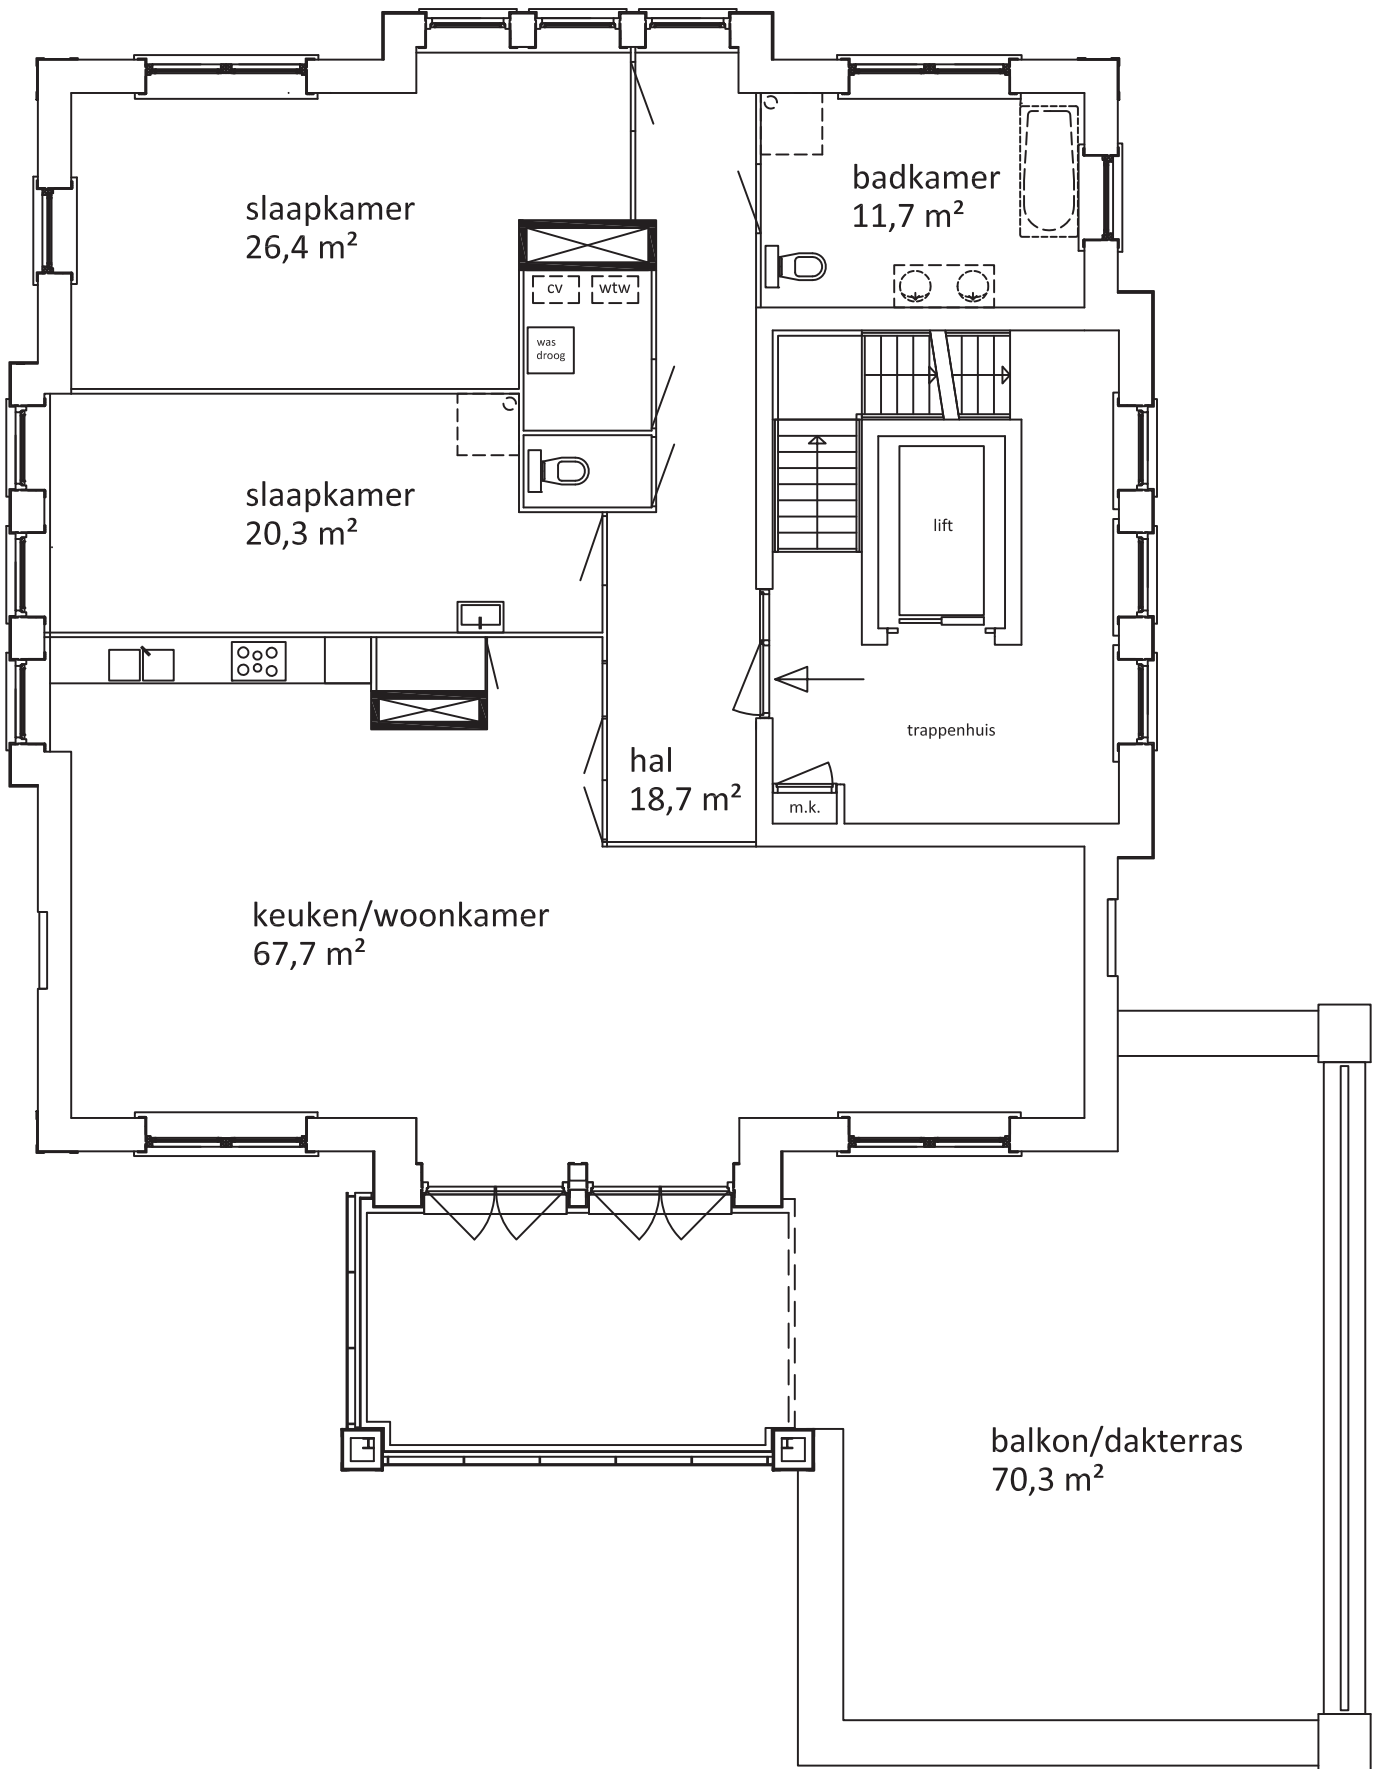 badkamer
11,7 m²
slaapkamer
26,4 m²
cv
wtw
was
droog
slaapkamer
20,3 m²
lift
trappenhuis
hal
18,7 m²
m.k.
keuken/woonkamer
67,7 m²
balkon/dakterras
70,3 m²